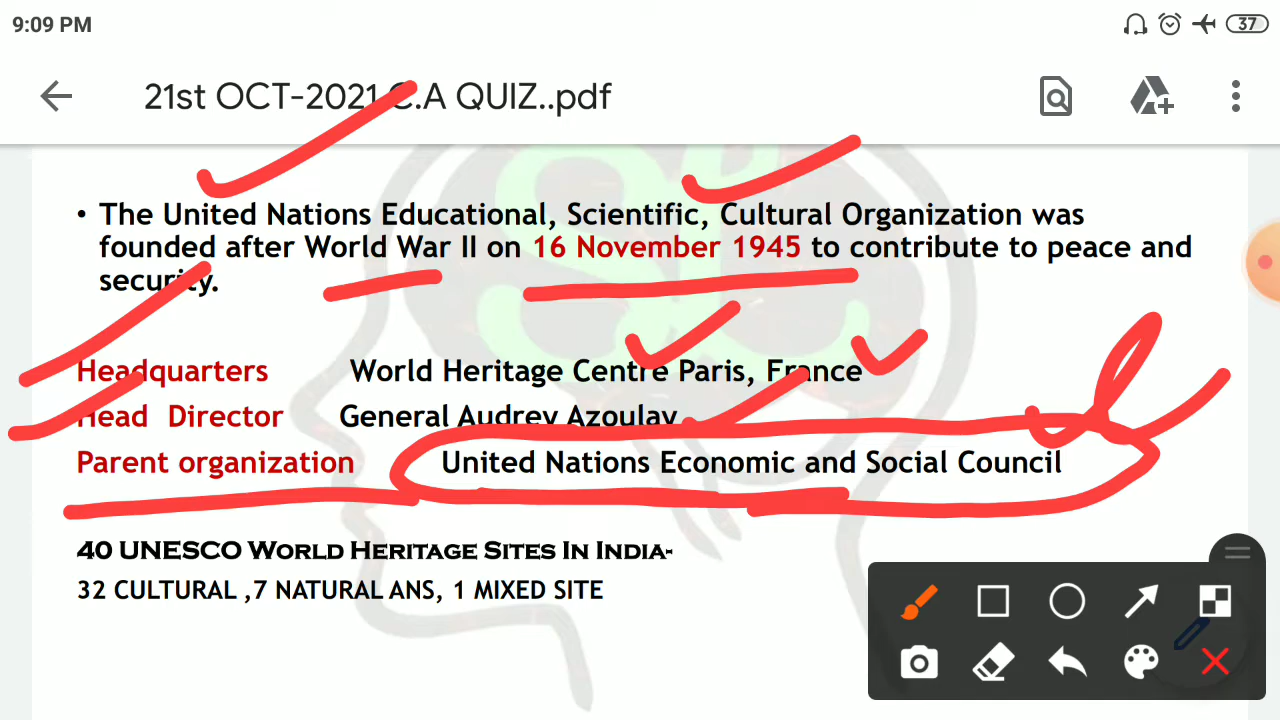 9:09 PM
37
21st OCT-2021 C.A QUIZ..pdf
• The United Nations Educational, Scientific, Cultural Organization was
founded after World War II on 16 November 1945 to contribute to peace and
security.
Headquarters World Heritage Centre Paris, France
Head Director General Audrey Azoulay
Parent organization United Nations Economic and Social Council
40 UNESCO WORLD HERITAGE SITES IN INDIA-
32 CULTURAL ,7 NATURAL ANS, 1 MIXED SITE